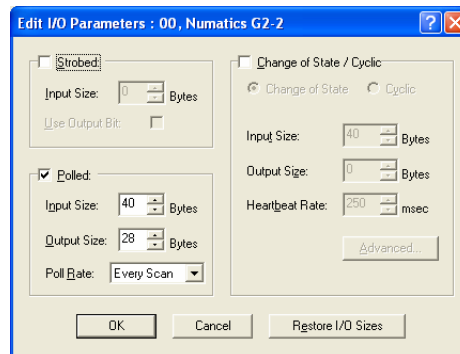 Edit I/O Parameters : 00, Numatics G2-2
Strobed:
Input Size: 0 Bytes
Use Output Bit:
Polled:
Input Size: 40 Bytes
Output Size: 28 Bytes
Poll Rate: Every Scan
Change of State / Cyclic
Change of State Cyclic
Input Size: 40 Bytes
Output Size: 0 Bytes
Heartbeat Rate: 250 msec
Advanced...
OK Cancel Restore I/O Sizes